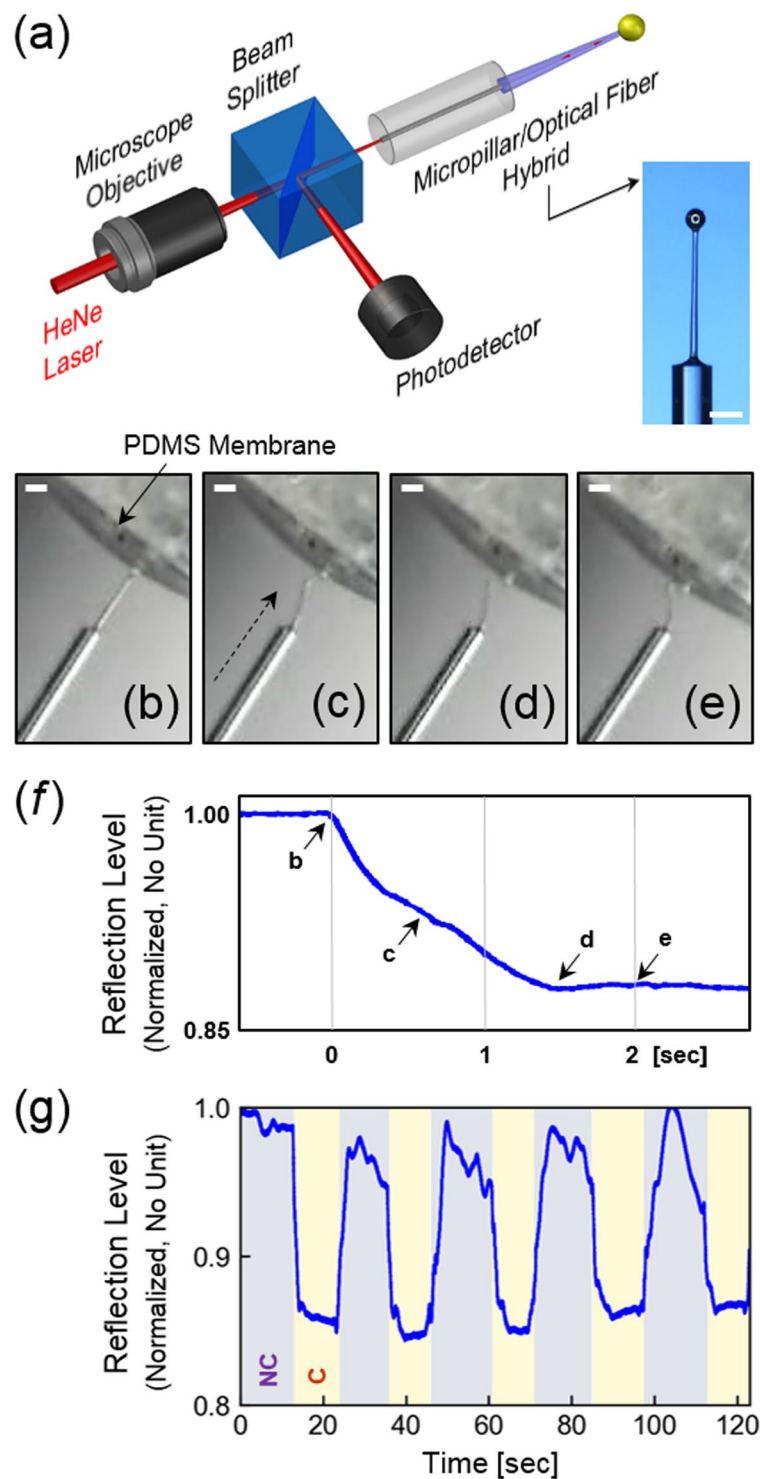 (a)
Beam
Splitter
Microscope
Objective
Micropillar/Optical Fiber
Hybrid
HeNe
Laser
Photodetector
PDMS Membrane
(b)
(c)
(d)
(e)
(f)
Reflection Level
(Normalized, No Unit)
1.00
0.85
b
c
d
e
0 1 2 [sec]
(g)
Reflection Level
(Normalized, No Unit)
1.0
0.9
0.8
NC
C
0 20 40 60 80 100 120
Time [sec]